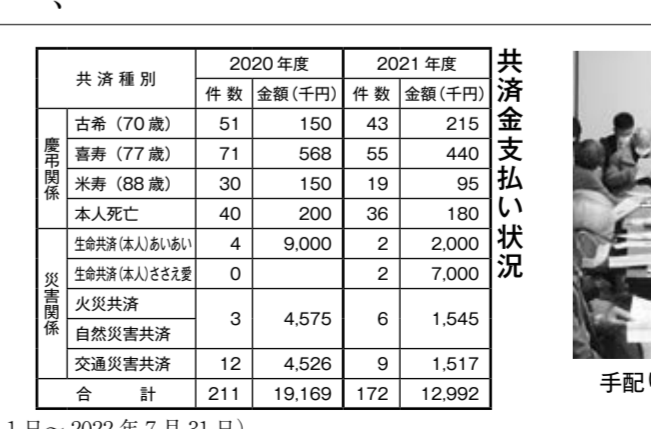 、
共済金支払い状況
共済種別 2020年度 2021年度
件数 金額(千円) 件数 金額(千円)
慶弔関係
古希(70歳) 51 150 43 215
喜寿(77歳) 71 568 55 440
米寿(88歳) 30 150 19 95
本人死亡 40 200 36 180
災害関係
生命共済(本人)あいあい 4 9,000 2 2,000
生命共済(本人)ささえ愛 0 2 7,000
火災共済
自然災害共済
3 4,575 6 1,545
交通災害共済 12 4,526 9 1,517
合計 211 19,169 172 12,992
1日～2022年7月31日)
手配り